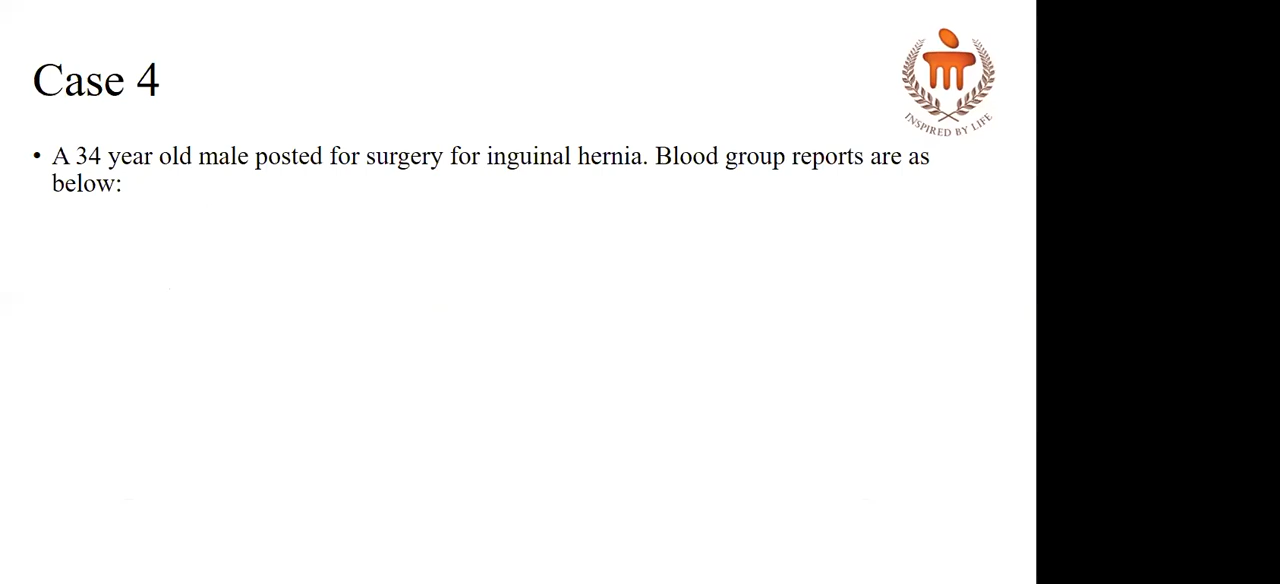 Case 4
INSPIRED BY LIFE
• A 34 year old male posted for surgery for inguinal hernia. Blood group reports are as
below: